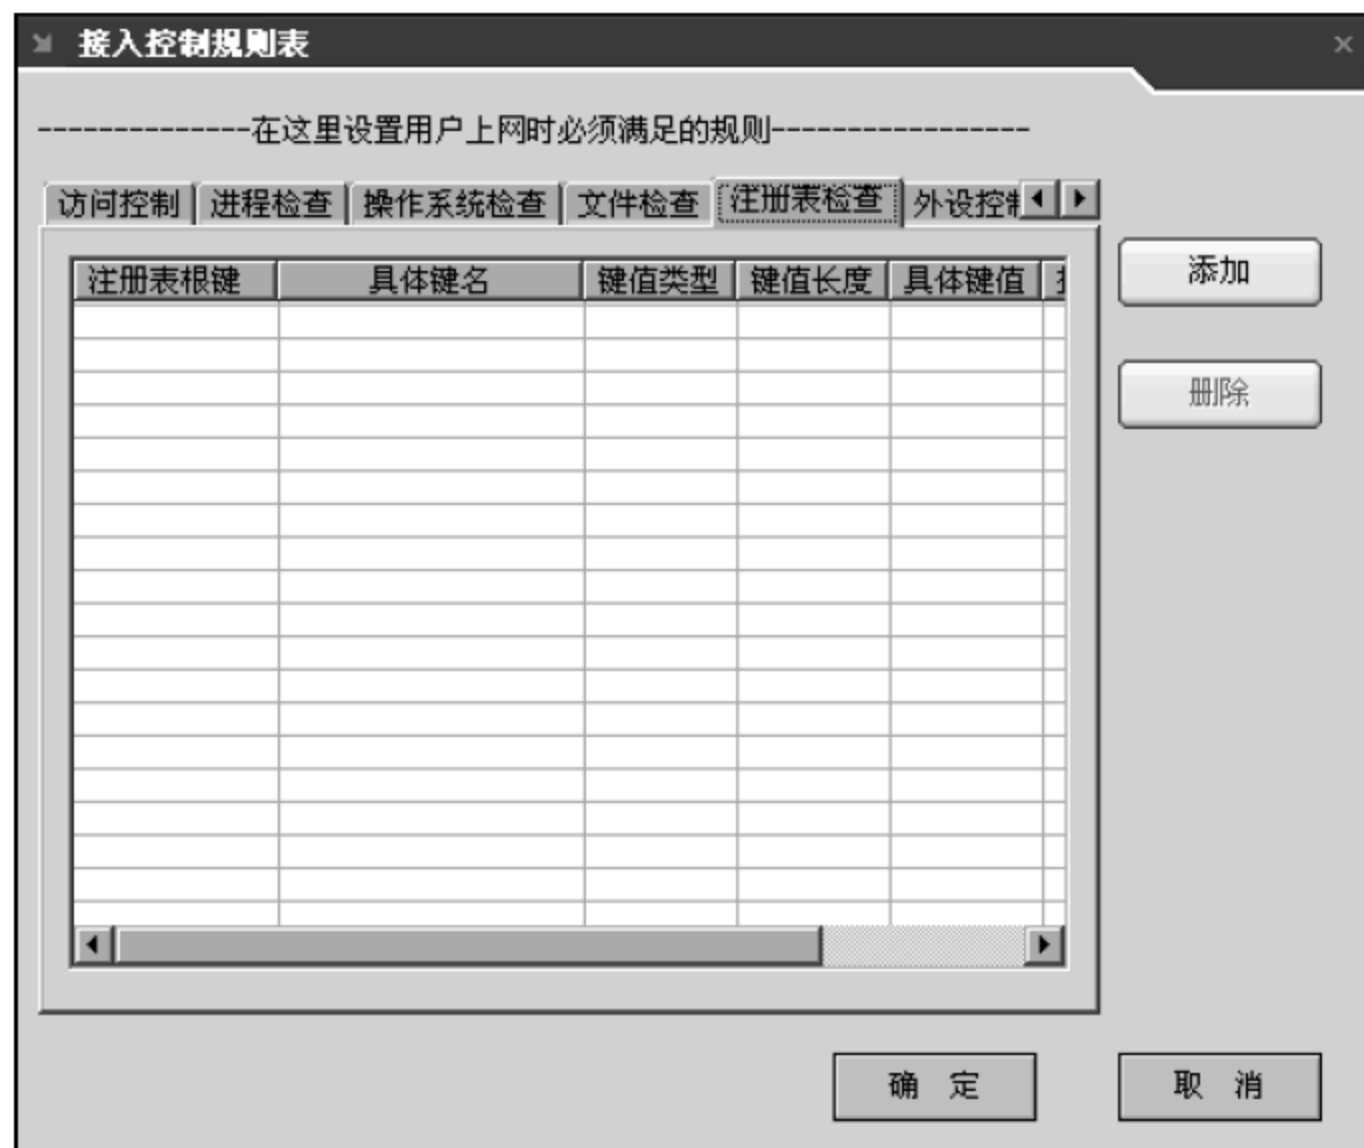 接入控制规则表
--------------在这里设置用户上网时必须满足的规则-----------------
访问控制 进程检查 操作系统检查 文件检查 注册表检查 外设控制
注册表根键 具体键名 键值类型 键值长度 具体键值
添加
删除
确 定 取 消